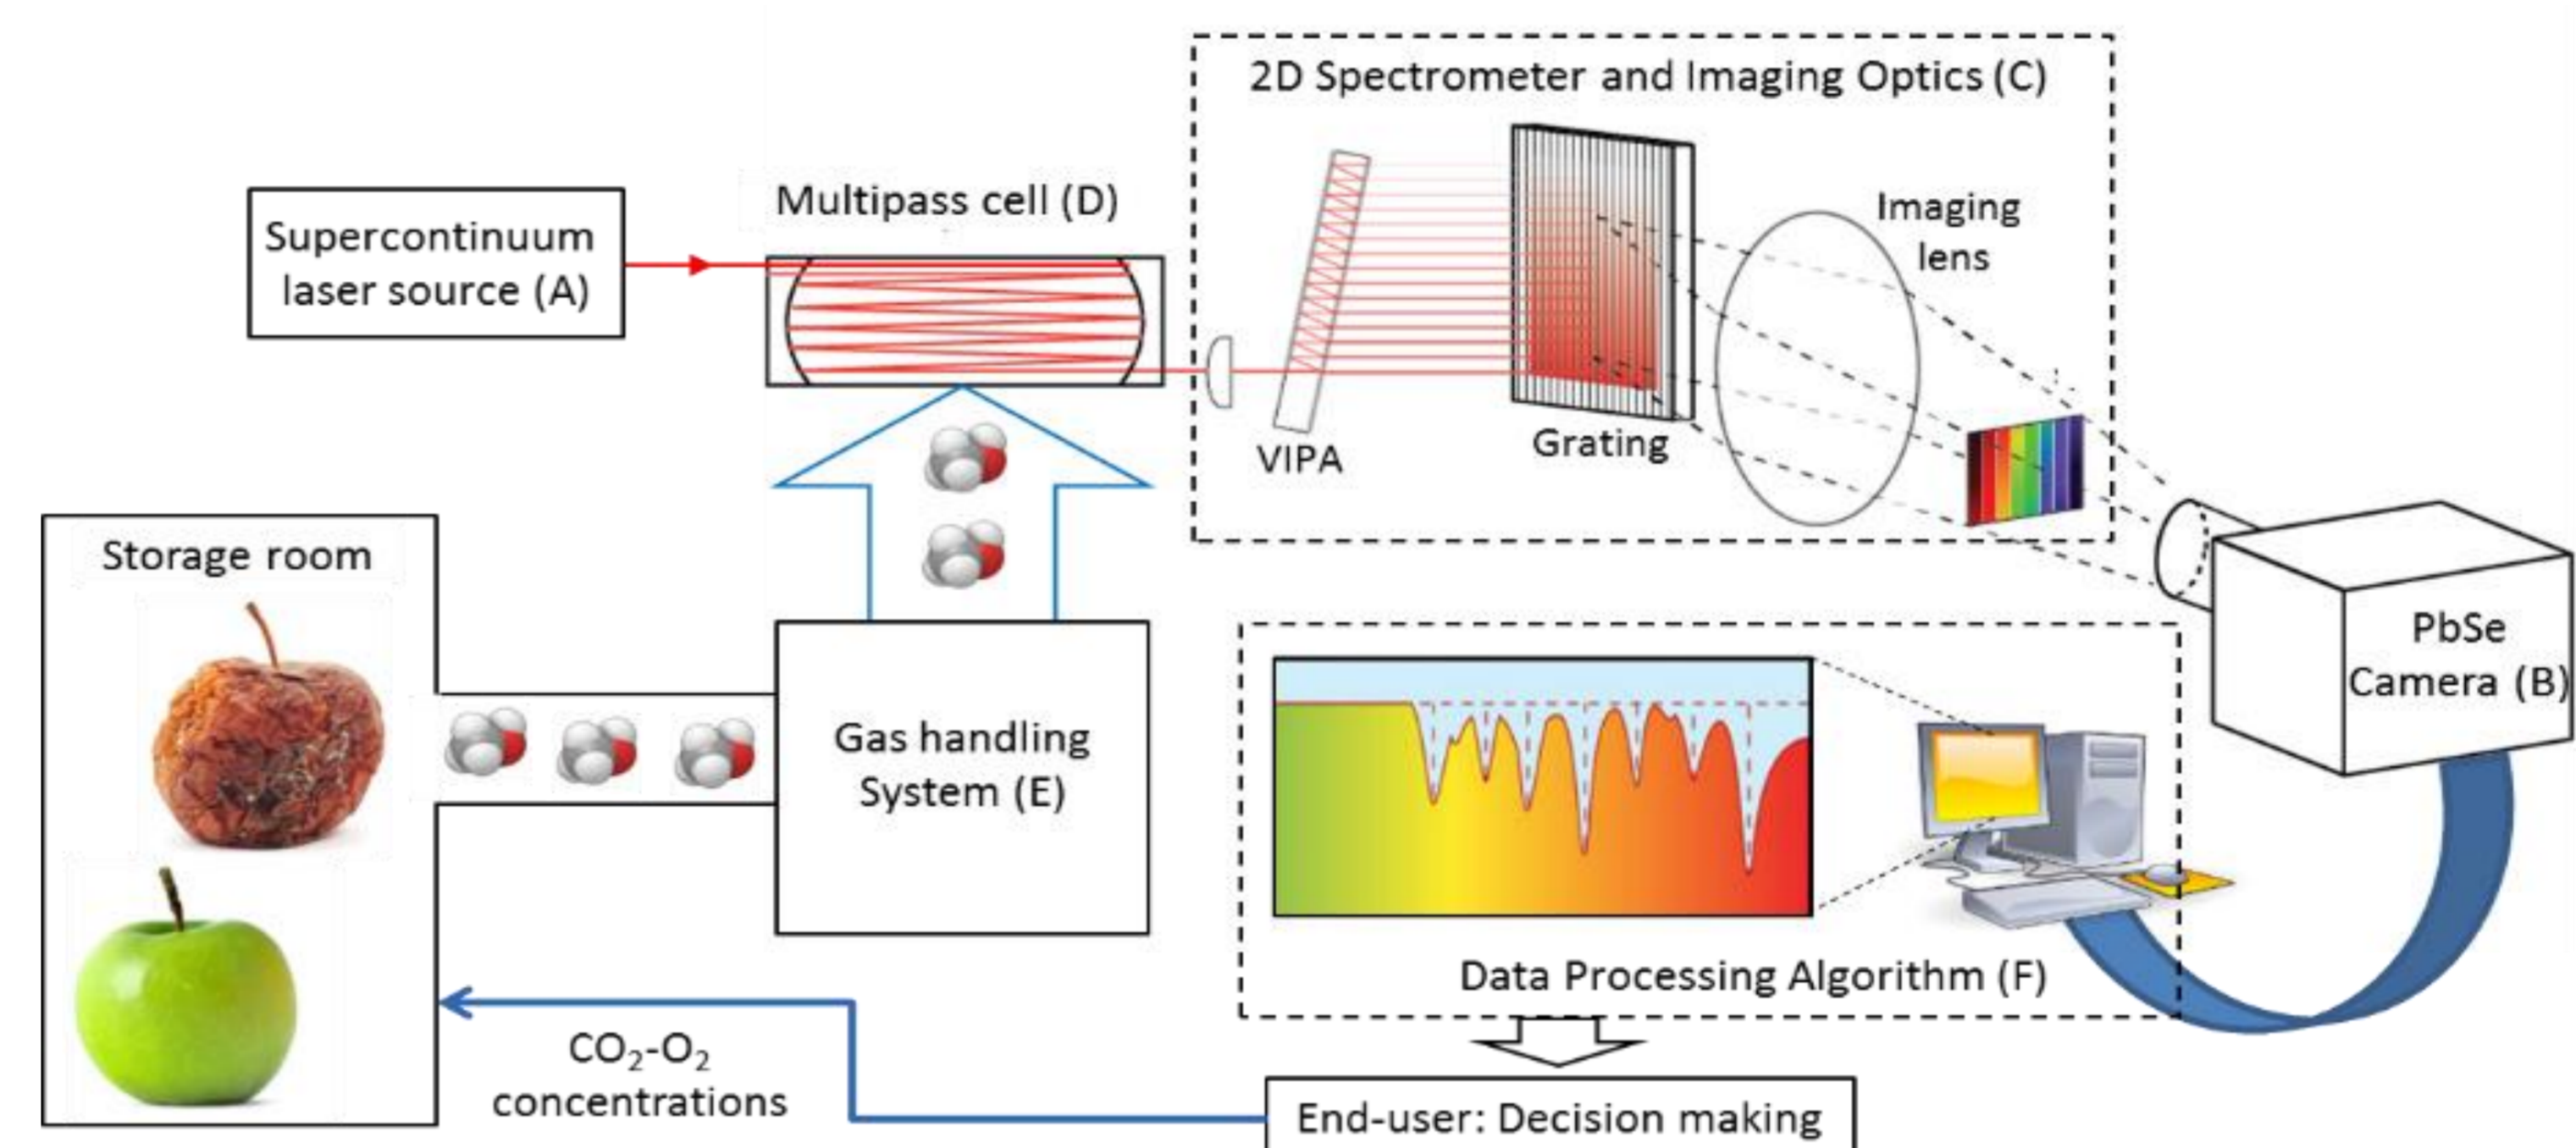 2D Spectrometer and Imaging Optics (C)
Supercontinuum
laser source (A)
Multipass cell (D)
Imaging
lens
VIPA
Grating
Storage room
Gas handling
System (E)
PbSe
Camera (B)
Data Processing Algorithm (F)
CO₂-O₂
concentrations
End-user: Decision making